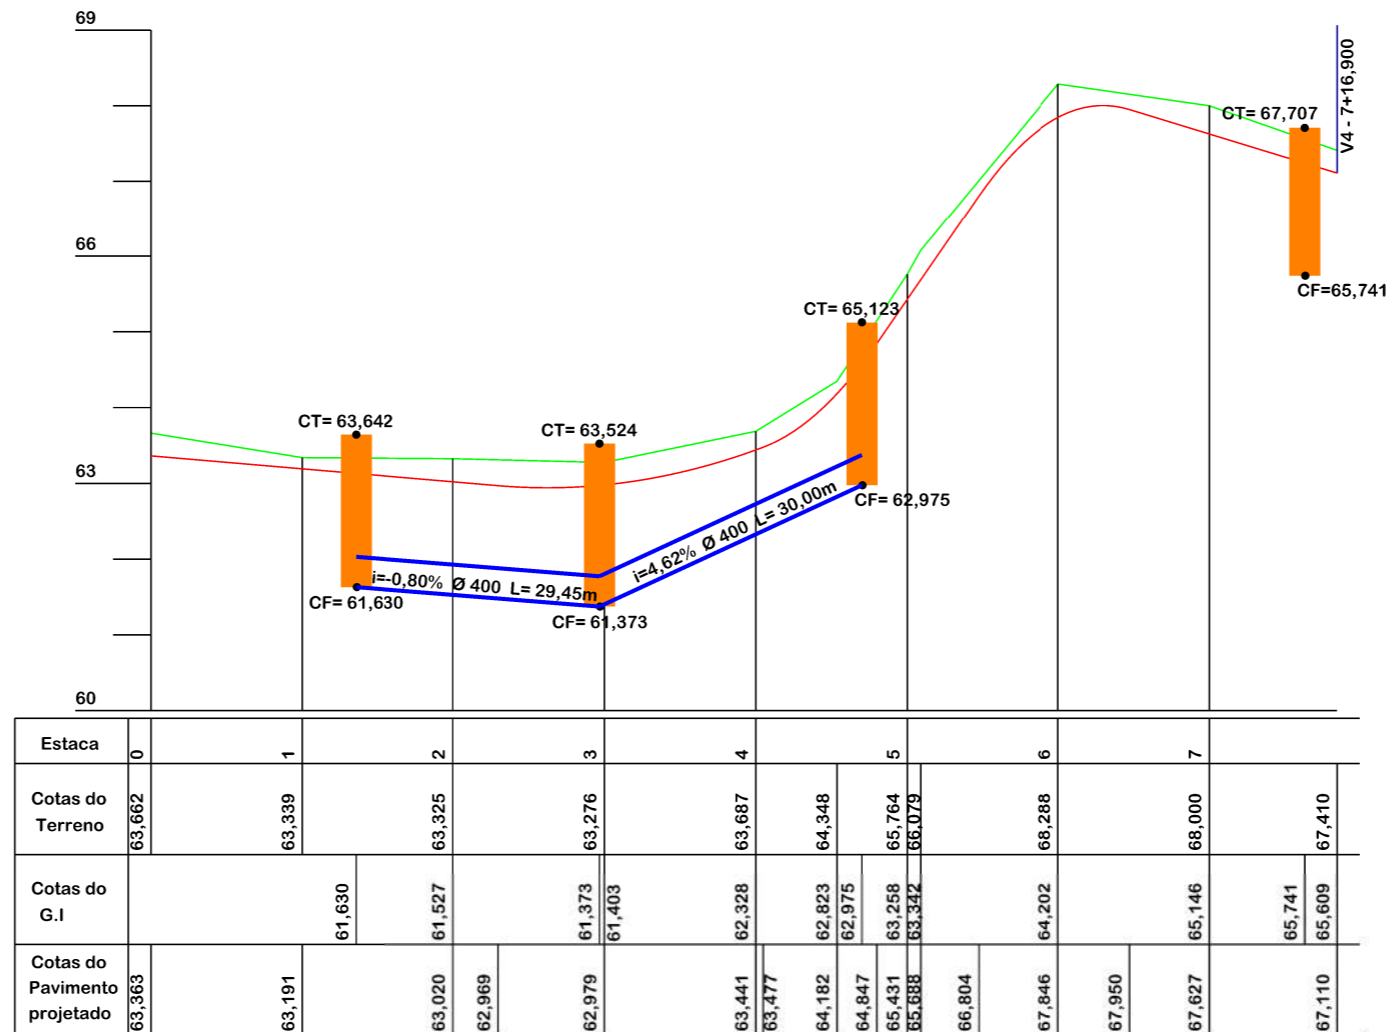 69
V4 - 7+16,900
CT= 67,707
66
CF=65,741
CT= 65,123
CT= 63,642
CT= 63,524
63
CF= 62,975
i=4,62% Ø 400 L= 30,00m
i=-0,80% Ø 400 L= 29,45m
CF= 61,630
CF= 61,373
60
Estaca 0 1 2 3 4 5 6 7
Cotas do
Terreno
63,662 63,339 63,325 63,276 63,687 64,348 65,764 66,079 68,288 68,000 67,410
Cotas do
G.I
61,630 61,527 61,373 61,403 62,328 62,823 62,975 63,258 63,342 64,202 65,146 65,741 65,609
Cotas do
Pavimento
projetado
63,363 63,191 63,020 62,969 62,979 63,441 63,477 64,182 64,847 65,431 65,688 66,804 67,846 67,950 67,627 67,110